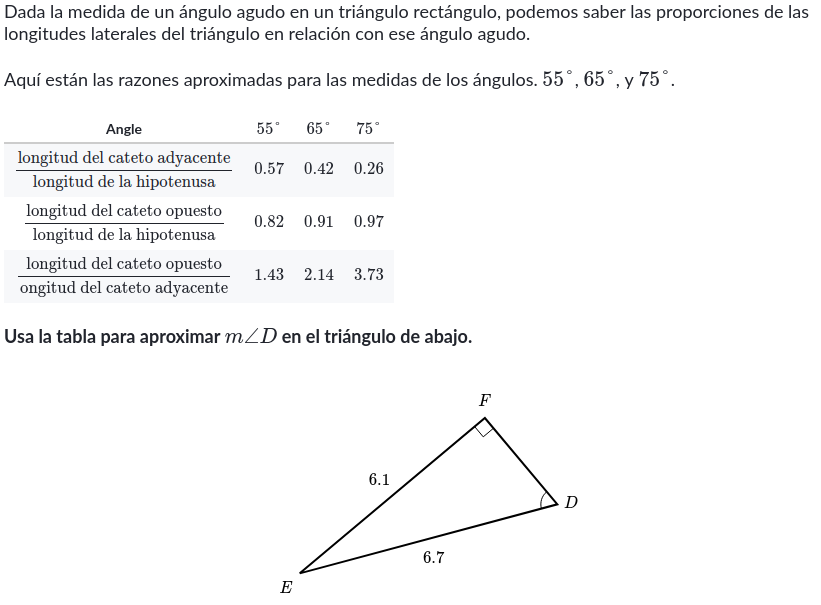 Dada la medida de un ángulo agudo en un triángulo rectángulo, podemos saber las proporciones de las
longitudes laterales del triángulo en relación con ese ángulo agudo.
Aquí están las razones aproximadas para las medidas de los ángulos. 55°, 65°, y 75°.
Angle 55° 65° 75°
longitud del cateto adyacente
longitud de la hipotenusa
0.57 0.42 0.26
longitud del cateto opuesto
longitud de la hipotenusa
0.82 0.91 0.97
longitud del cateto opuesto
ongitud del cateto adyacente
1.43 2.14 3.73
Usa la tabla para aproximar m∠D en el triángulo de abajo.
F
6.1
D
6.7
E